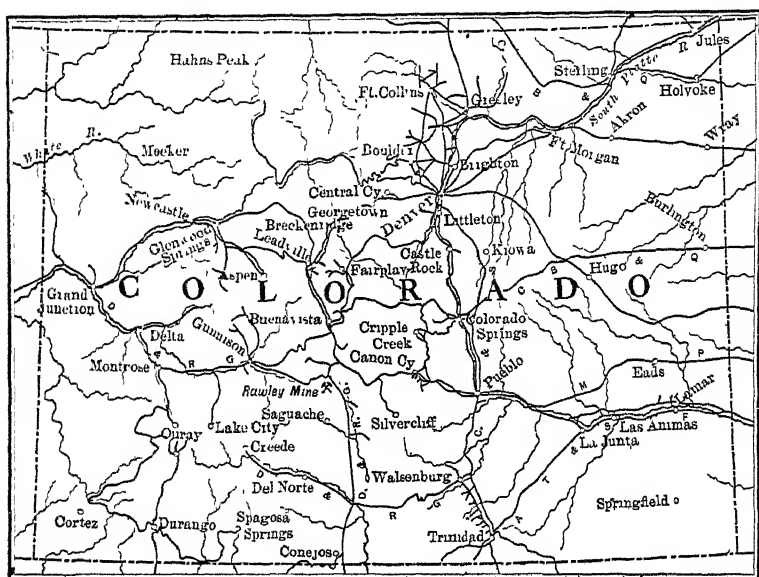 Hahns Peak
Sterling
Jules
South Platte R
Ft. Collins
Greeley
Holyoke
Akron
Wray
White R.
Meeker
Boulder
Brighton
Ft. Morgan
Central Cy.
Newcastle
Georgetown
Denver
Breckenridge
Littleton
Burlington
Glenwood
Springs
Leadville
Castle
Rock
Kiowa
Aspen
Fairplay
Hugo
COLORADO
Grand
Junction
Buenavista
Colorado
Springs
Delta
Gunnison
Cripple
Creek
Canon Cy.
Pueblo
Montrose
Eads
Rawley Mine
Lamar
Saguache
Silvercliff
Ouray
Lake City
Las Animas
La Junta
Creede
Walsenburg
Del Norte
Springfield
Cortez
Durango
Spagosa
Springs
Trinidad
Conejos